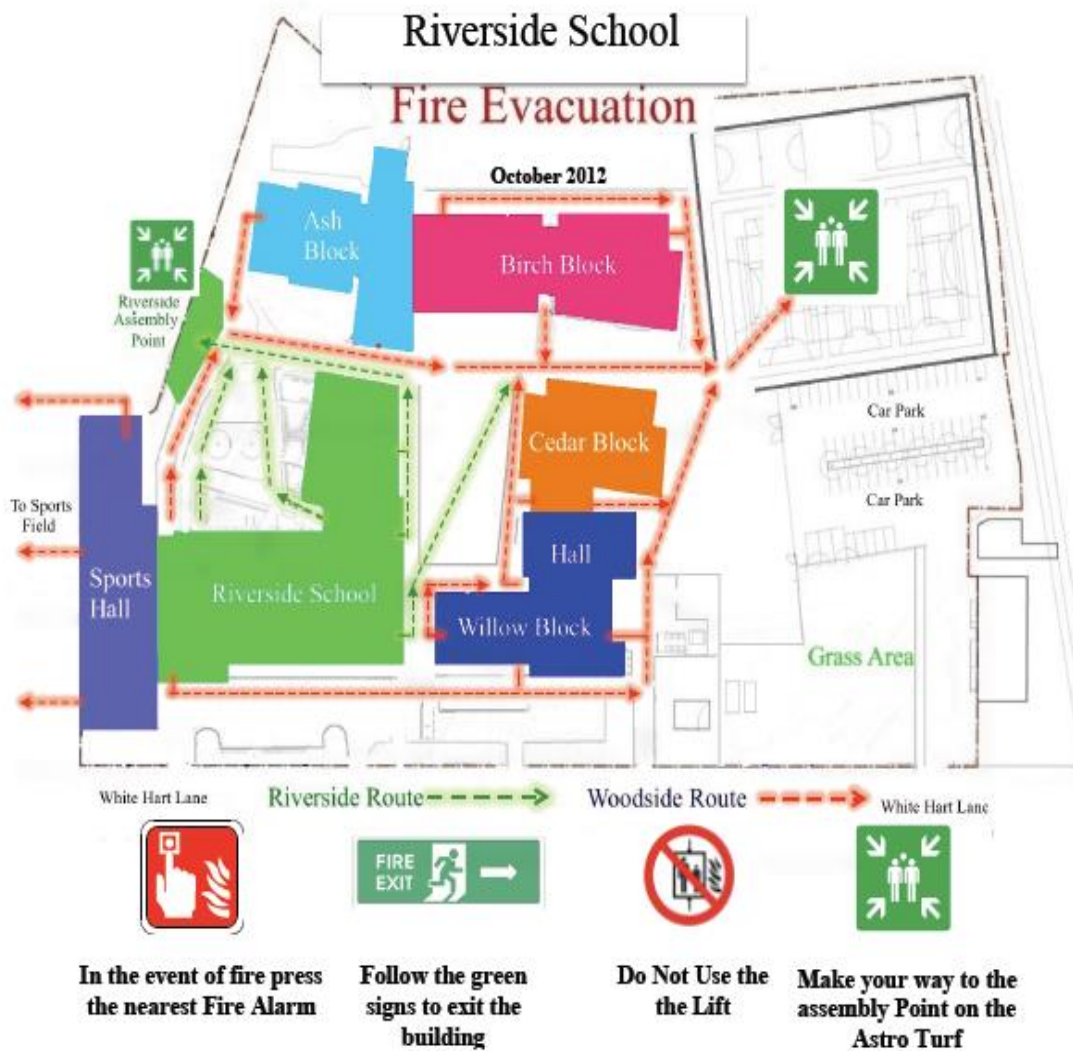 Riverside School
Fire Evacuation
October 2012
Ash
Block
Birch Block
Riverside
Assembly
Point
Cedar Block
Car Park
Car Park
To Sports
Field
Sports
Hall
Riverside School
Hall
Willow Block
Grass Area
White Hart Lane
Riverside Route
Woodside Route
White Hart Lane
FIRE
EXIT
In the event of fire press
the nearest Fire Alarm
Follow the green
signs to exit the
building
Do Not Use the
the Lift
Make your way to the
assembly Point on the
Astro Turf